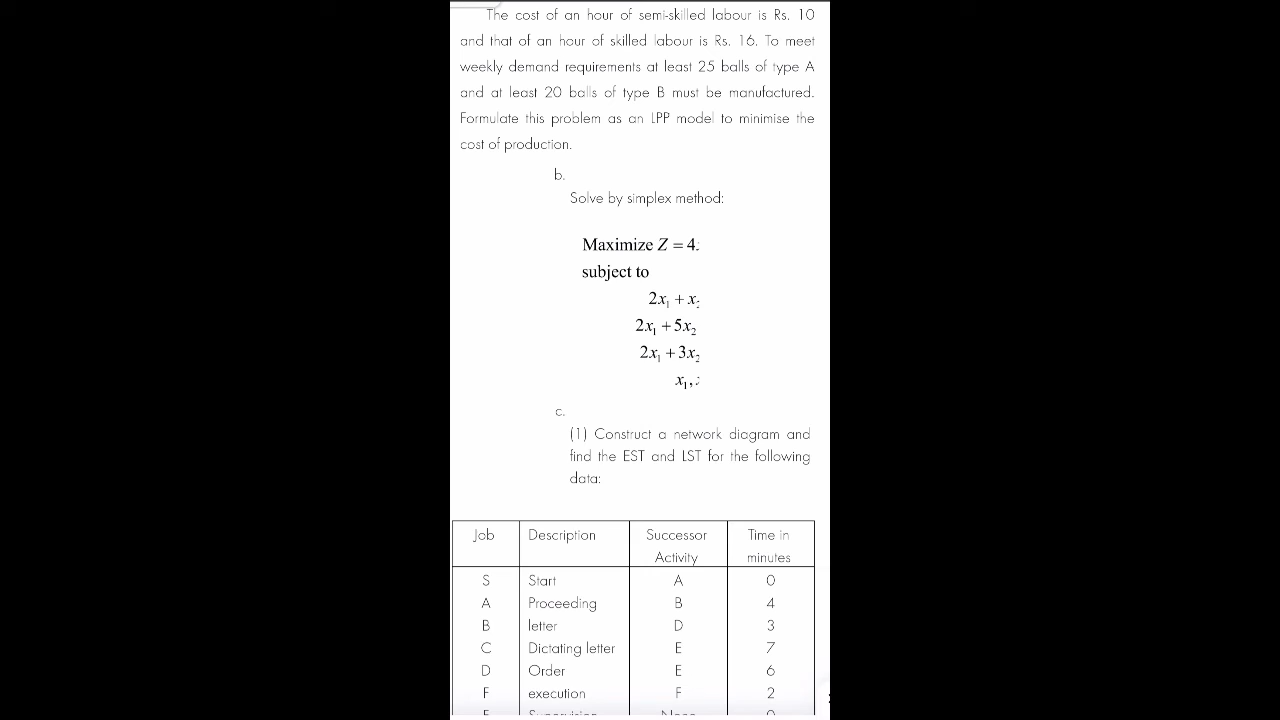 The cost of an hour of semi-skilled labour is Rs. 10
and that of an hour of skilled labour is Rs. 16. To meet
weekly demand requirements at least 25 balls of type A
and at least 20 balls of type B must be manufactured.
Formulate this problem as an LPP model to minimise the
cost of production.
b.
Solve by simplex method:
Maximize Z = 4
subject to
2x₁ + x
2x₁ + 5x₂
2x₁ + 3x₂
x₁,
c.
(1) Construct a network diagram and
find the EST and LST for the following
data:
Job Description Successor Activity Time in minutes
S Start A 0
A Proceeding B 4
B letter D 3
C Dictating letter E 7
D Order E 6
F execution F 2